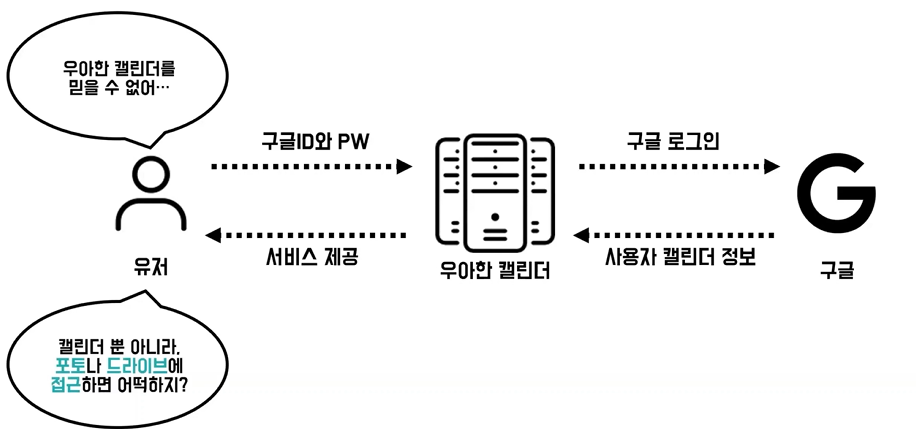 우아한 캘린더를
믿을 수 없어…
구글ID와 PW
구글 로그인
서비스 제공
사용자 캘린더 정보
유저
우아한 캘린더
구글
캘린더 뿐 아니라,
포토나 드라이브에
접근하면 어떡하지?